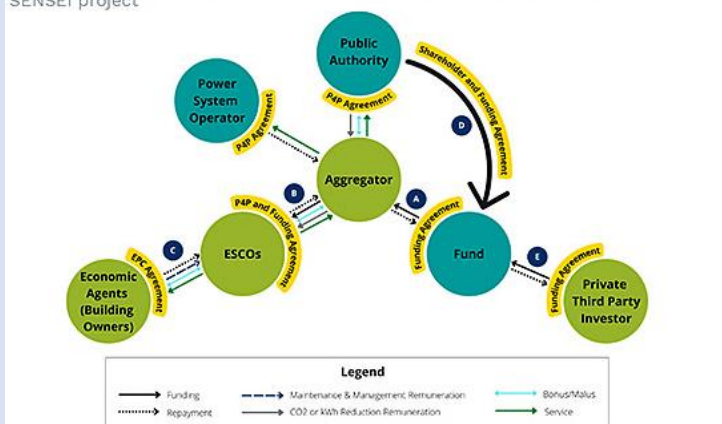 SENSEI project
Public
Authority
Shareholder and Funding Agreement
Power
System
Operator
P4P Agreement
P4P Agreement
D
Aggregator
B
A
P4P and Funding Agreement
Funding Agreement
C
ESCOs
Fund
E
EPC Agreement
Funding Agreement
Economic
Agents
(Building
Owners)
Private
Third Party
Investor
Legend
Funding
Maintenance & Management Remuneration
Bonus/Malus
Repayment
CO2 or kWh Reduction Remuneration
Service